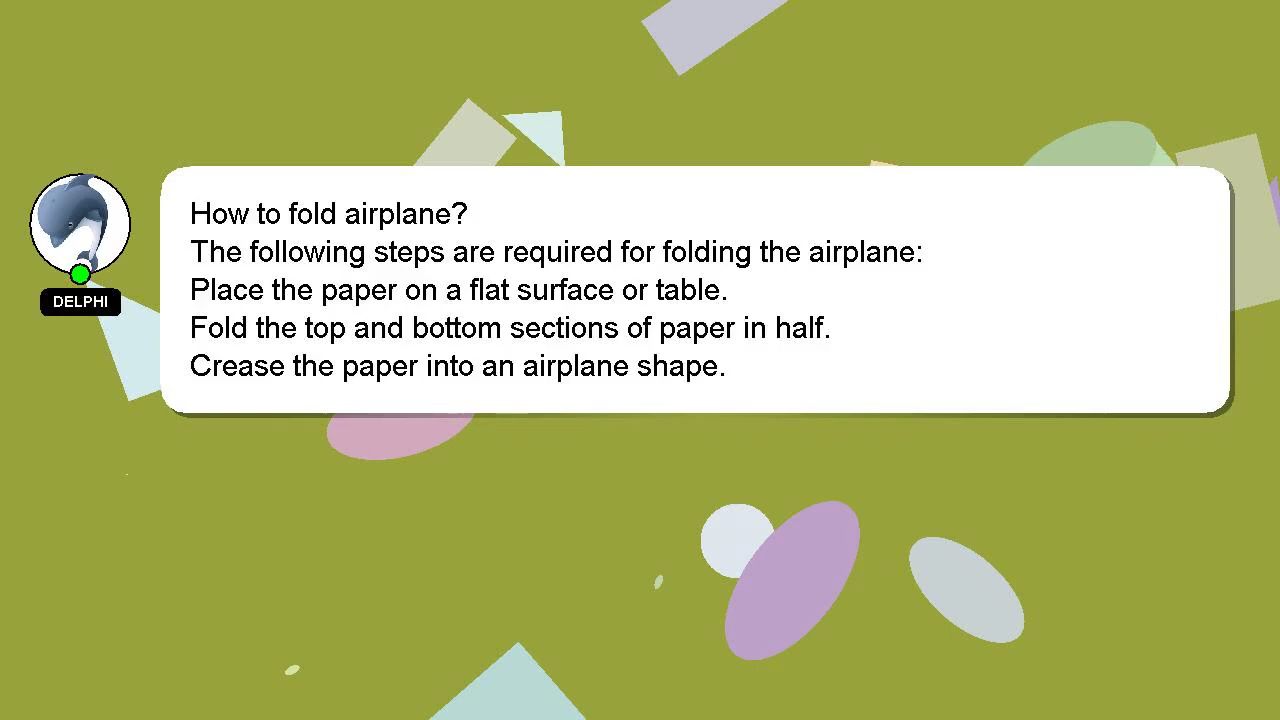 DELPHI
How to fold airplane?
The following steps are required for folding the airplane:
Place the paper on a flat surface or table.
Fold the top and bottom sections of paper in half.
Crease the paper into an airplane shape.